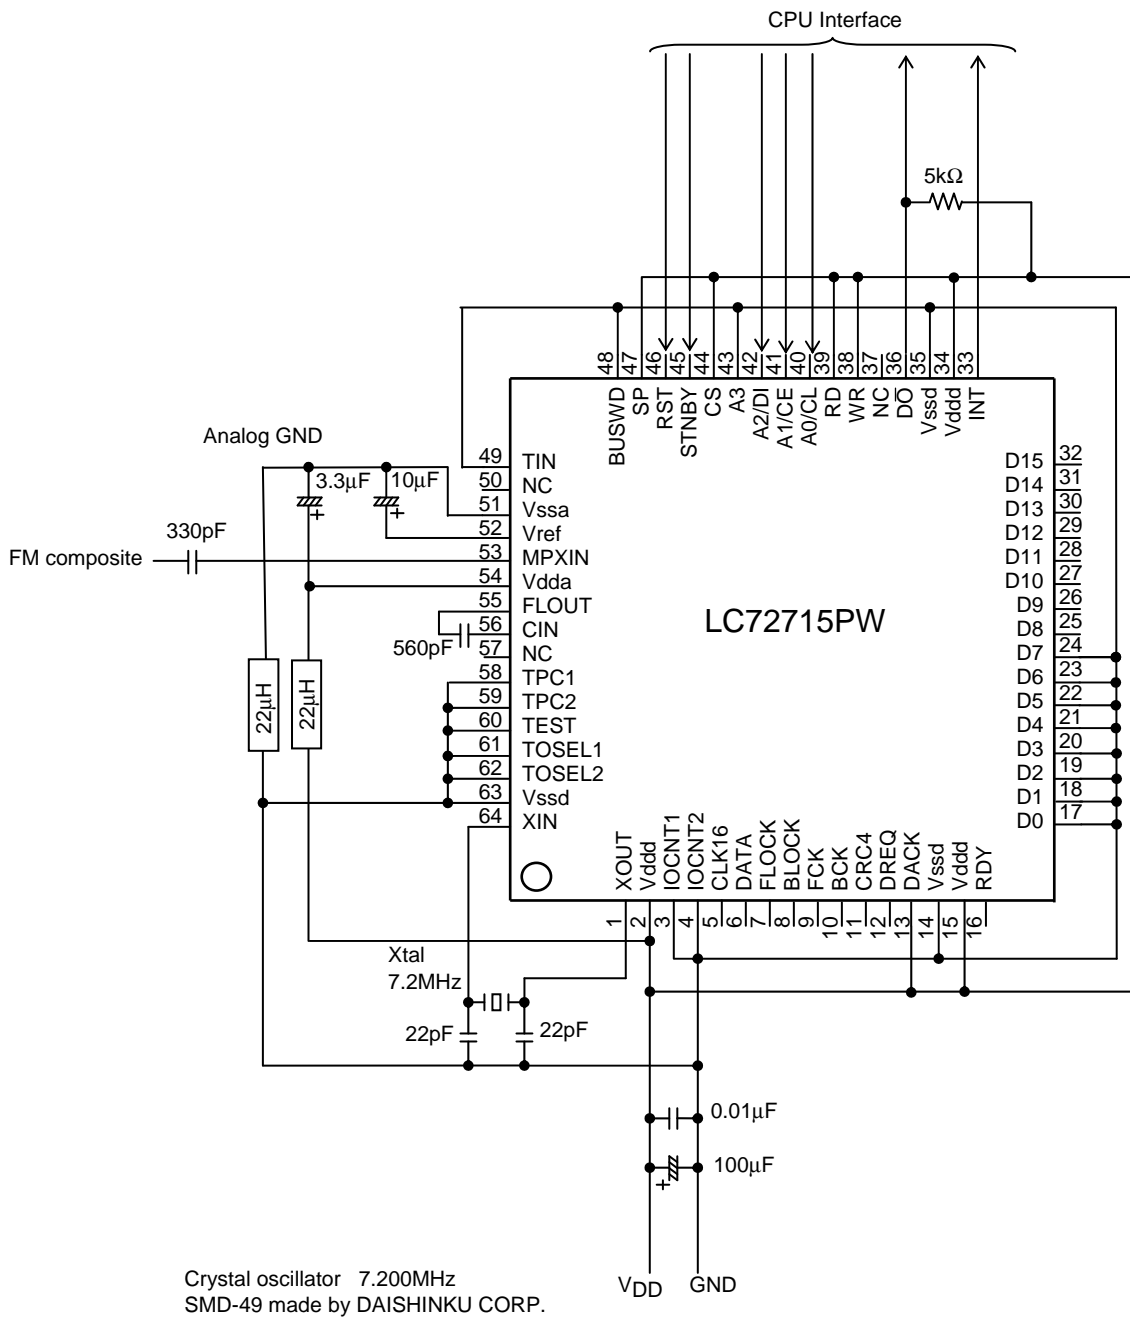 CPU Interface
5kΩ
48 47 46 45 44 43 42 41 40 39 38 37 36 35 34 33
BUSWD SP RST STNBY CS A3 A2/DI A1/CE A0/CL RD WR NC DO Vssd Vddd INT
Analog GND
3.3μF 10μF
330pF
FM composite
560pF
22μH 22μH
49 TIN
50 NC
51 Vssa
52 Vref
53 MPXIN
54 Vdda
55 FLOUT
56 CIN
57 NC
58 TPC1
59 TPC2
60 TEST
61 TOSEL1
62 TOSEL2
63 Vssd
64 XIN
LC72715PW
D15 32
D14 31
D13 30
D12 29
D11 28
D10 27
D9 26
D8 25
D7 24
D6 23
D5 22
D4 21
D3 20
D2 19
D1 18
D0 17
XOUT Vddd IOCNT1 IOCNT2 CLK16 DATA FLOCK BLOCK FCK BCK CRC4 DREQ DACK Vssd Vddd RDY
1 2 3 4 5 6 7 8 9 10 11 12 13 14 15 16
Xtal
7.2MHz
22pF 22pF
0.01μF
+ 100μF
VDD GND
Crystal oscillator 7.200MHz
SMD-49 made by DAISHINKU CORP.